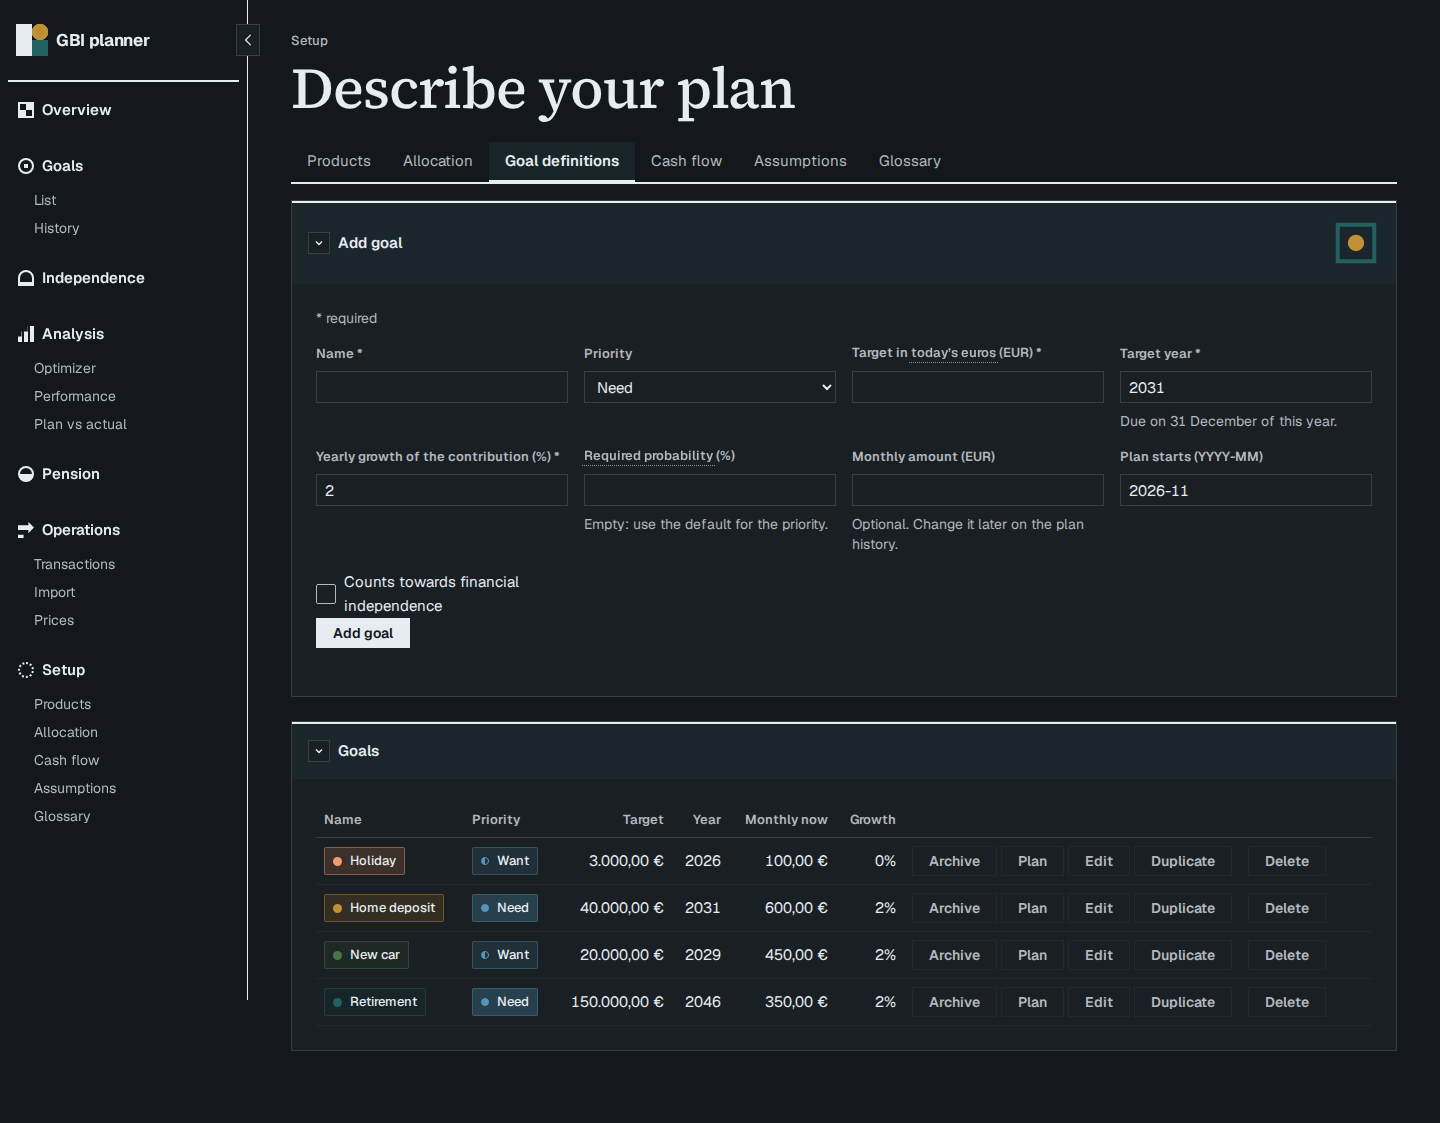 GBI planner
Overview
Goals
List
History
Independence
Analysis
Optimizer
Performance
Plan vs actual
Pension
Operations
Transactions
Import
Prices
Setup
Products
Allocation
Cash flow
Assumptions
Glossary
Setup
Describe your plan
Products Allocation Goal definitions Cash flow Assumptions Glossary
Add goal
* required
Name * Priority Target in today's euros (EUR) * Target year *
Need 2031
Due on 31 December of this year.
Yearly growth of the contribution (%) * Required probability (%) Monthly amount (EUR) Plan starts (YYYY-MM)
2 2026-11
Empty: use the default for the priority. Optional. Change it later on the plan
history.
Counts towards financial
independence
Add goal
Goals
Name Priority Target Year Monthly now Growth
Holiday Want 3.000,00 € 2026 100,00 € 0% Archive Plan Edit Duplicate Delete
Home deposit Need 40.000,00 € 2031 600,00 € 2% Archive Plan Edit Duplicate Delete
New car Want 20.000,00 € 2029 450,00 € 2% Archive Plan Edit Duplicate Delete
Retirement Need 150.000,00 € 2046 350,00 € 2% Archive Plan Edit Duplicate Delete